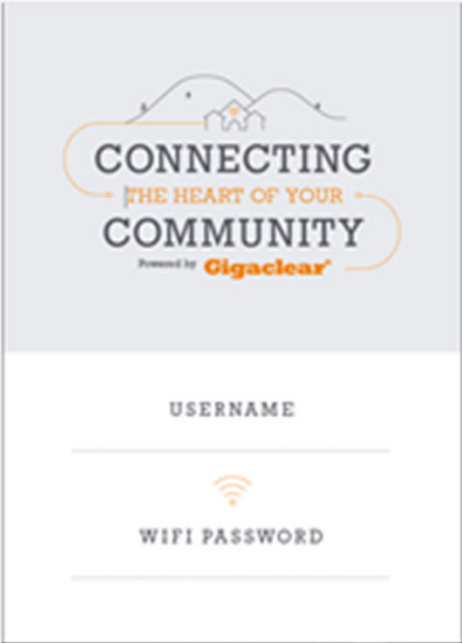 CONNECTING
THE HEART OF YOUR
COMMUNITY
Powered by Gigaclear
USERNAME
WIFI PASSWORD